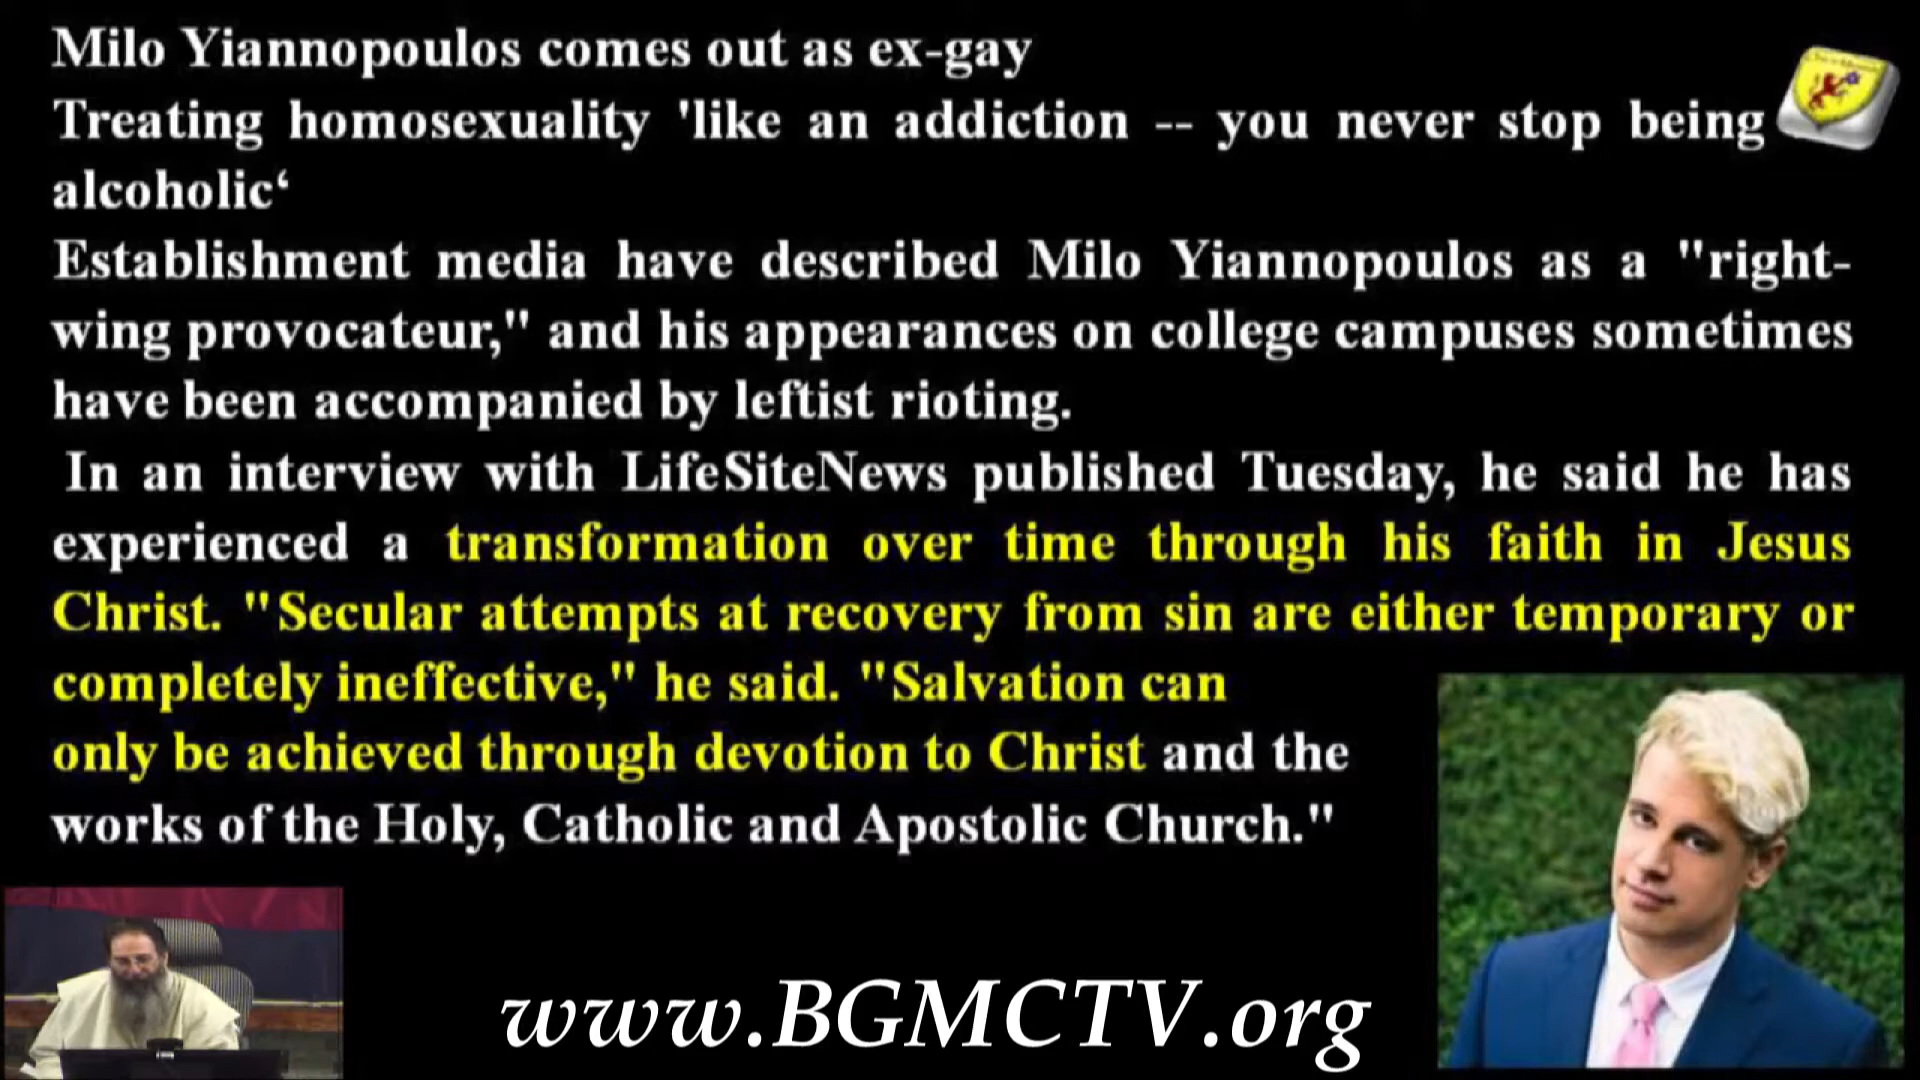 Milo Yiannopoulos comes out as ex-gay
Treating homosexuality 'like an addiction -- you never stop being
alcoholic‘
Establishment media have described Milo Yiannopoulos as a "right-
wing provocateur," and his appearances on college campuses sometimes
have been accompanied by leftist rioting.
In an interview with LifeSiteNews published Tuesday, he said he has
experienced a transformation over time through his faith in Jesus
Christ. "Secular attempts at recovery from sin are either temporary or
completely ineffective," he said. "Salvation can
only be achieved through devotion to Christ and the
works of the Holy, Catholic and Apostolic Church."
www.BGMCTV.org